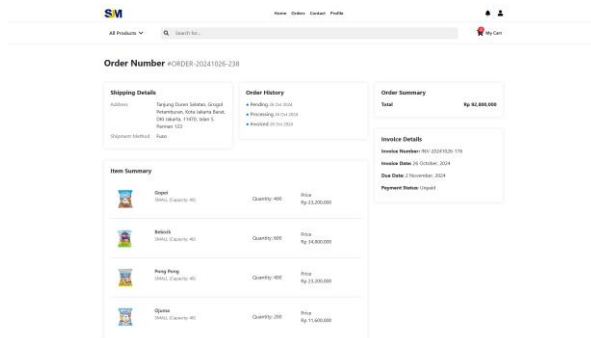 SJM
Home Orders Contact Profile
All Products
Search for..
My Cart
Order Number #ORDER-20241026-238
Shipping Details
Address
Tanjung Duren Selatan, Grogol
Petamburan, Kota Jakarta Barat,
DKI Jakarta, 11470, Jalan S
Parman 122
Shipment Method
Fuso
Order History
Pending 26 Oct 2024
Processing 26 Oct 2024
Invoiced 26 Oct 2024
Order Summary
Total Rp 92,800,000
Invoice Details
Invoice Number: INV-20241026-176
Invoice Date: 26 October, 2024
Due Date: 2 November, 2024
Payment Status: Unpaid
Item Summary
Gopei
SMALL (Capacity: 40)
Quantity: 400
Price
Rp 23,200,000
Bebozk
SMALL (Capacity: 40)
Quantity: 600
Price
Rp 34,800,000
Pong Pong
SMALL (Capacity: 40)
Quantity: 400
Price
Rp 23,200,000
Ojuma
SMALL (Capacity: 40)
Quantity: 200
Price
Rp 11,600,000